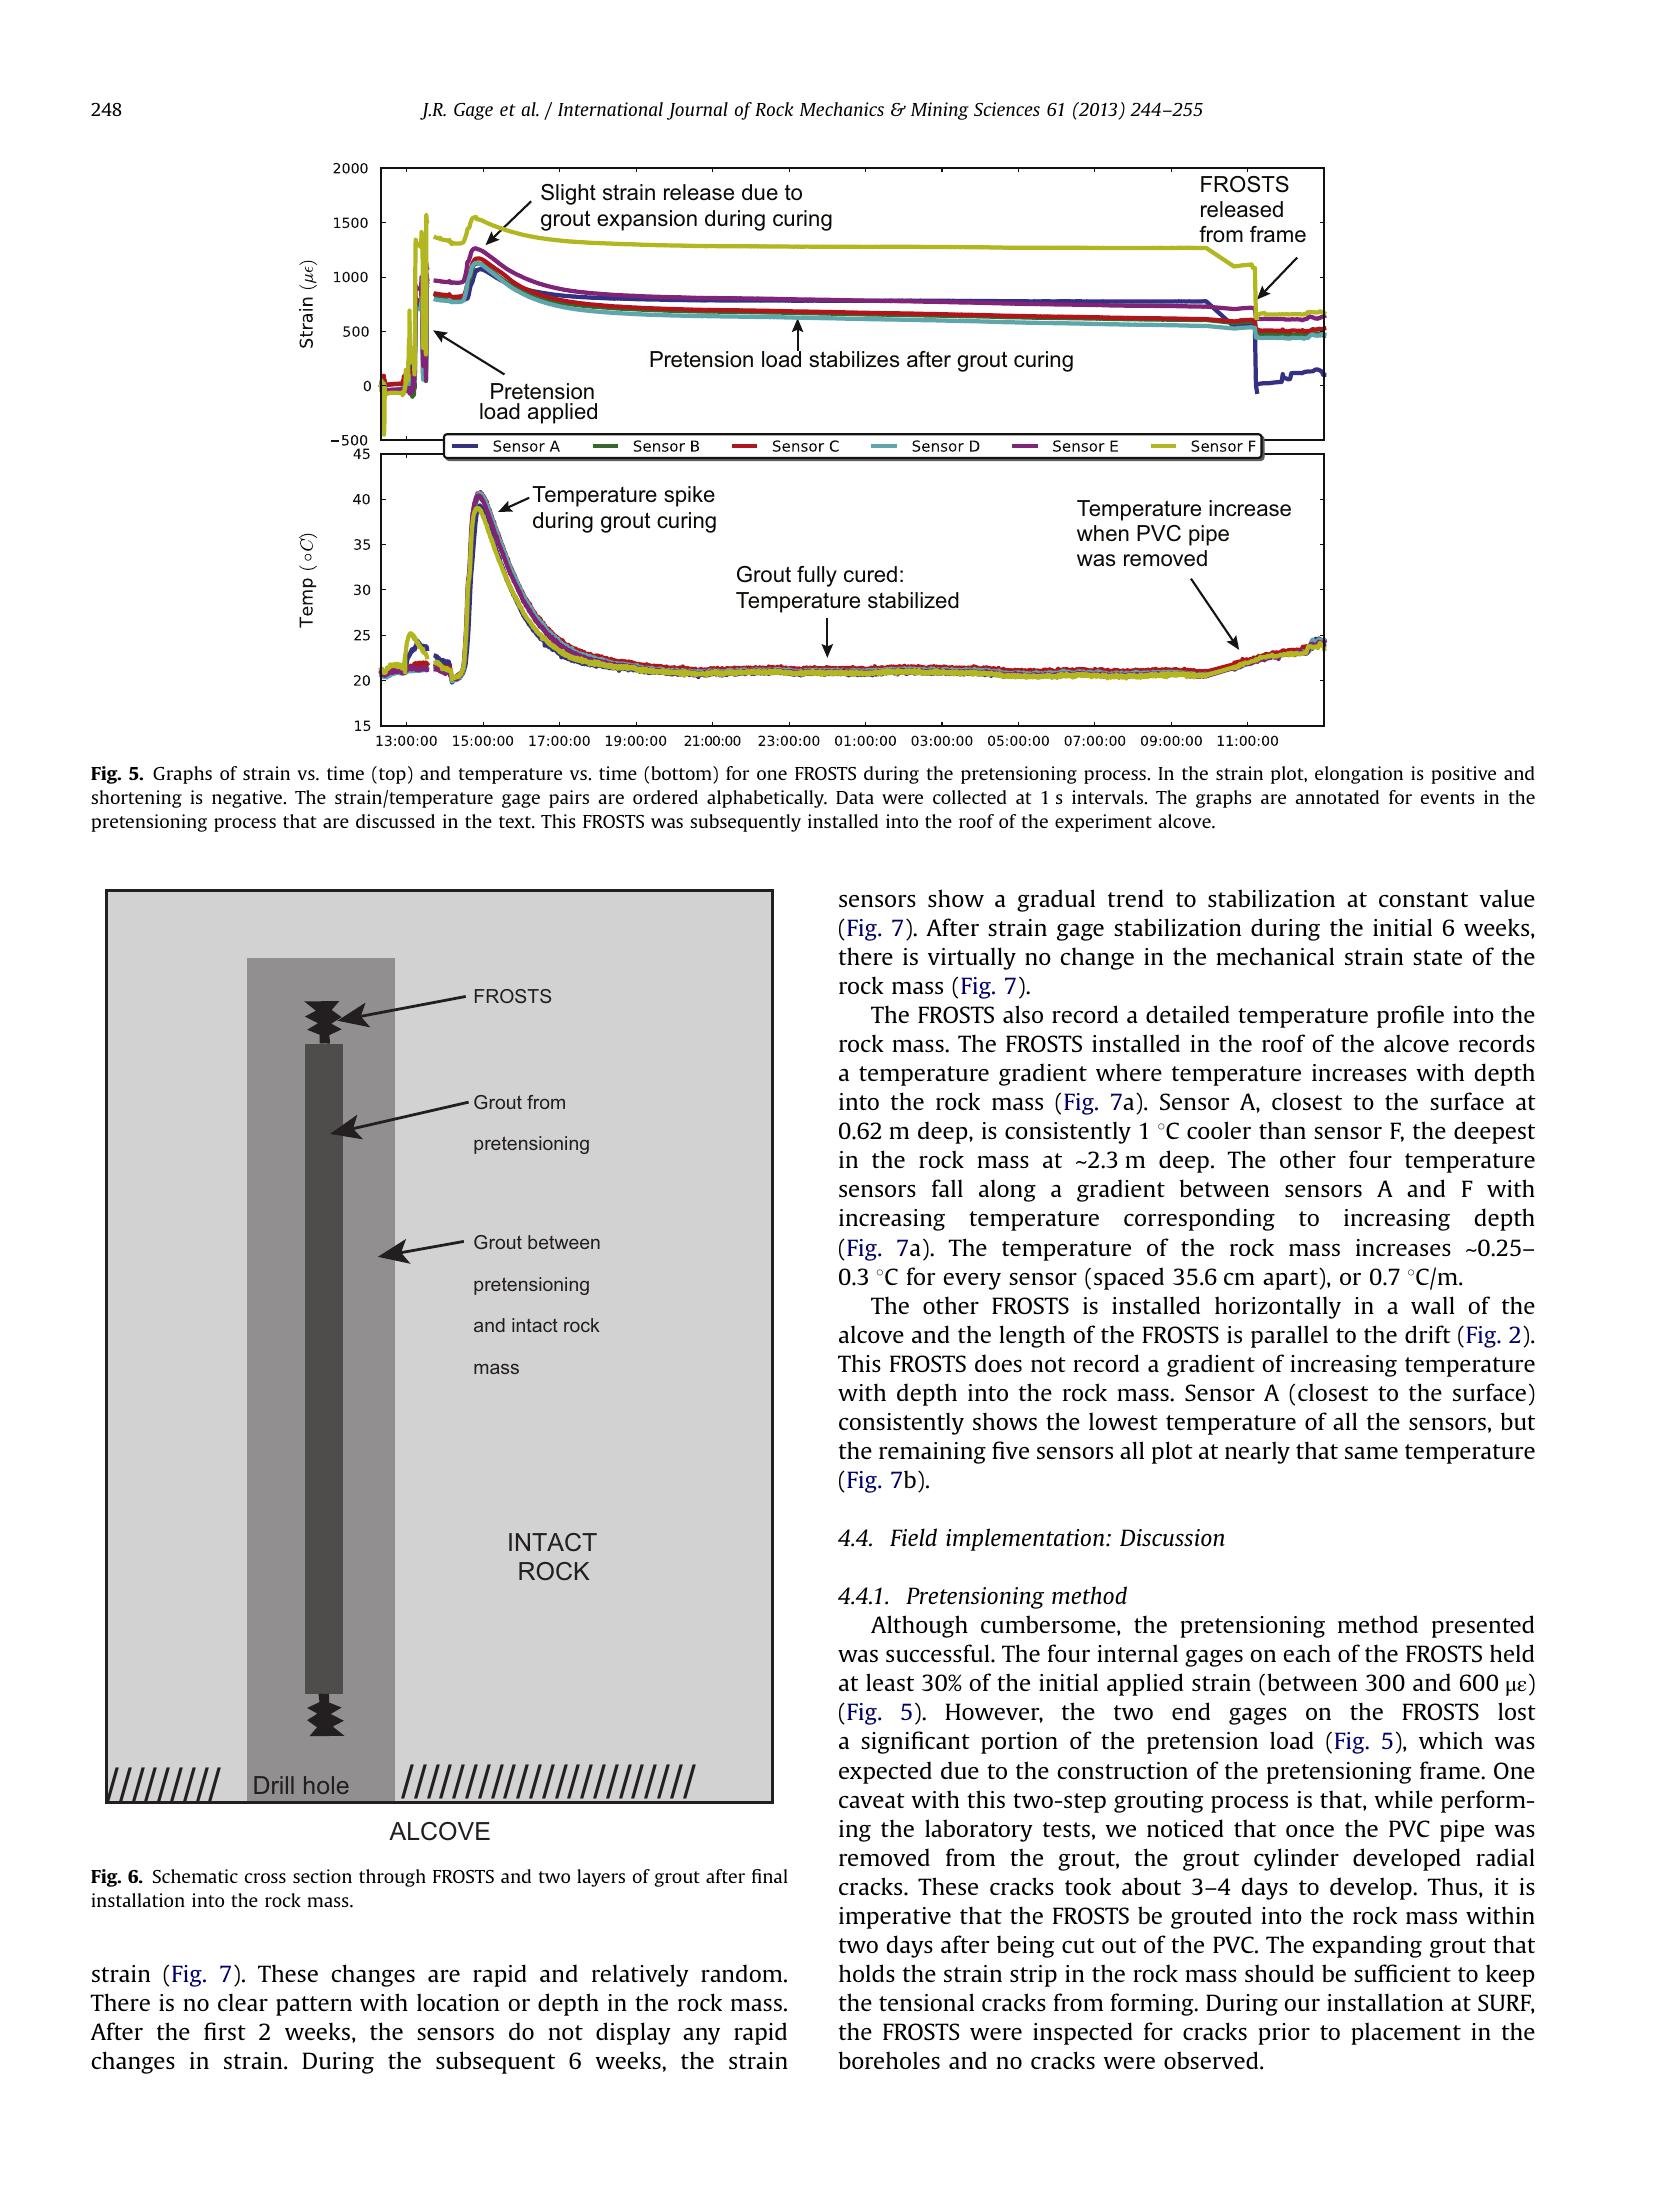 248
J.R. Gage et al. / International Journal of Rock Mechanics & Mining Sciences 61 (2013) 244–255
2000
1500
1000
500
0
−500
Strain (με)
Slight strain release due to
grout expansion during curing
FROSTS
released
from frame
Pretension load stabilizes after grout curing
Pretension
load applied
Sensor A Sensor B Sensor C Sensor D Sensor E Sensor F
45
40
35
30
25
20
15
Temp (∘C)
Temperature spike
during grout curing
Grout fully cured:
Temperature stabilized
Temperature increase
when PVC pipe
was removed
13:00:00 15:00:00 17:00:00 19:00:00 21:00:00 23:00:00 01:00:00 03:00:00 05:00:00 07:00:00 09:00:00 11:00:00
Fig. 5. Graphs of strain vs. time (top) and temperature vs. time (bottom) for one FROSTS during the pretensioning process. In the strain plot, elongation is positive and
shortening is negative. The strain/temperature gage pairs are ordered alphabetically. Data were collected at 1 s intervals. The graphs are annotated for events in the
pretensioning process that are discussed in the text. This FROSTS was subsequently installed into the roof of the experiment alcove.
FROSTS
Grout from
pretensioning
Grout between
pretensioning
and intact rock
mass
INTACT
ROCK
Drill hole
ALCOVE
Fig. 6. Schematic cross section through FROSTS and two layers of grout after final
installation into the rock mass.
strain (Fig. 7). These changes are rapid and relatively random.
There is no clear pattern with location or depth in the rock mass.
After the first 2 weeks, the sensors do not display any rapid
changes in strain. During the subsequent 6 weeks, the strain
sensors show a gradual trend to stabilization at constant value
(Fig. 7). After strain gage stabilization during the initial 6 weeks,
there is virtually no change in the mechanical strain state of the
rock mass (Fig. 7).
The FROSTS also record a detailed temperature profile into the
rock mass. The FROSTS installed in the roof of the alcove records
a temperature gradient where temperature increases with depth
into the rock mass (Fig. 7a). Sensor A, closest to the surface at
0.62 m deep, is consistently 1 °C cooler than sensor F, the deepest
in the rock mass at ~2.3 m deep. The other four temperature
sensors fall along a gradient between sensors A and F with
increasing temperature corresponding to increasing depth
(Fig. 7a). The temperature of the rock mass increases ~0.25–
0.3 °C for every sensor (spaced 35.6 cm apart), or 0.7 °C/m.
The other FROSTS is installed horizontally in a wall of the
alcove and the length of the FROSTS is parallel to the drift (Fig. 2).
This FROSTS does not record a gradient of increasing temperature
with depth into the rock mass. Sensor A (closest to the surface)
consistently shows the lowest temperature of all the sensors, but
the remaining five sensors all plot at nearly that same temperature
(Fig. 7b).
4.4. Field implementation: Discussion
4.4.1. Pretensioning method
Although cumbersome, the pretensioning method presented
was successful. The four internal gages on each of the FROSTS held
at least 30% of the initial applied strain (between 300 and 600 με)
(Fig. 5). However, the two end gages on the FROSTS lost
a significant portion of the pretension load (Fig. 5), which was
expected due to the construction of the pretensioning frame. One
caveat with this two-step grouting process is that, while perform-
ing the laboratory tests, we noticed that once the PVC pipe was
removed from the grout, the grout cylinder developed radial
cracks. These cracks took about 3–4 days to develop. Thus, it is
imperative that the FROSTS be grouted into the rock mass within
two days after being cut out of the PVC. The expanding grout that
holds the strain strip in the rock mass should be sufficient to keep
the tensional cracks from forming. During our installation at SURF,
the FROSTS were inspected for cracks prior to placement in the
boreholes and no cracks were observed.